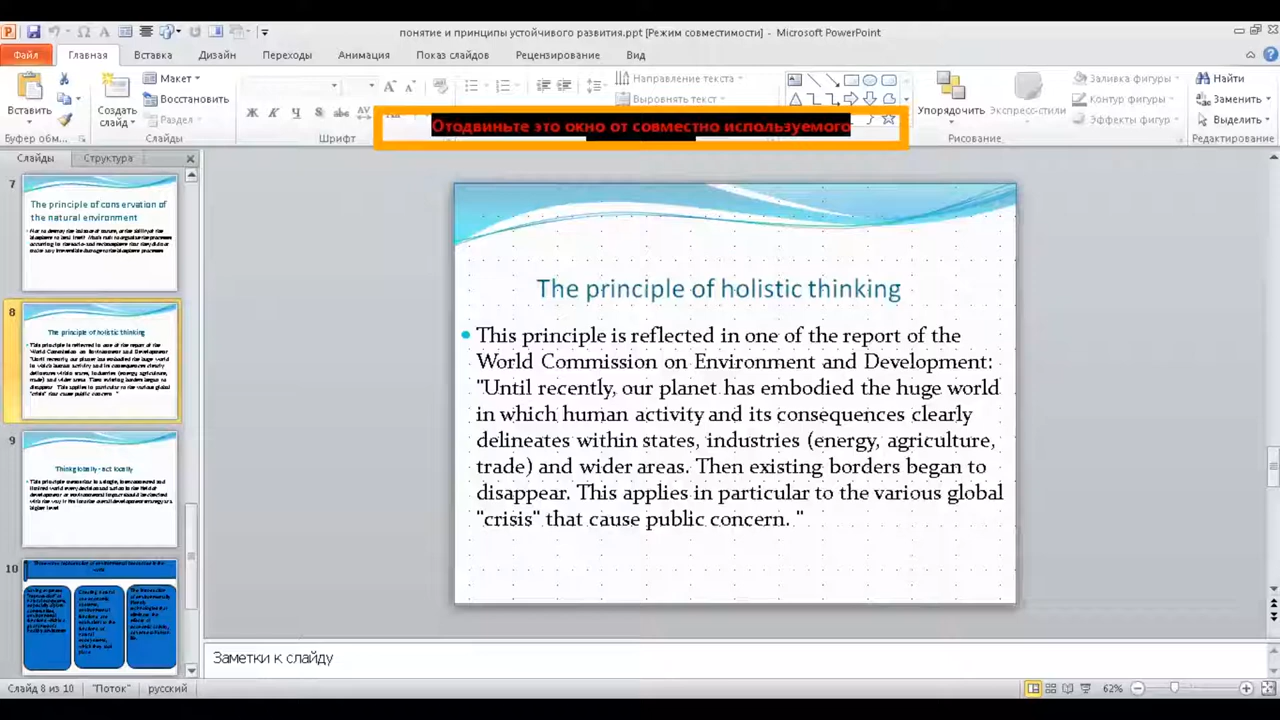 понятие и принципы устойчивого развития.ppt [Режим совместимости] - Microsoft PowerPoint
Файл Главная Вставка Дизайн Переходы Анимация Показ слайдов Рецензирование Вид
Вставить
Создать слайд
Макет
Восстановить
Раздел
Направление текста
Выровнять текст
Упорядочить
Экспресс-стили
Заливка фигуры
Контур фигуры
Эффекты фигур
Найти
Заменить
Выделить
Отодвиньте это окно от совместно используемого
Буфер обм... Слайды Шрифт Рисование Редактирование
Слайды Структура
7
The principle of conservation of
the natural environment
8
The principle of holistic thinking
9
Think globally - act locally
10
The principle of holistic thinking
This principle is reflected in one of the report of the
World Commission on Environment and Development:
"Until recently, our planet has embodied the huge world
in which human activity and its consequences clearly
delineates within states, industries (energy, agriculture,
trade) and wider areas. Then existing borders began to
disappear. This applies in particular to the various global
"crisis" that cause public concern. "
Заметки к слайду
Слайд 8 из 10 "Поток" русский 62%